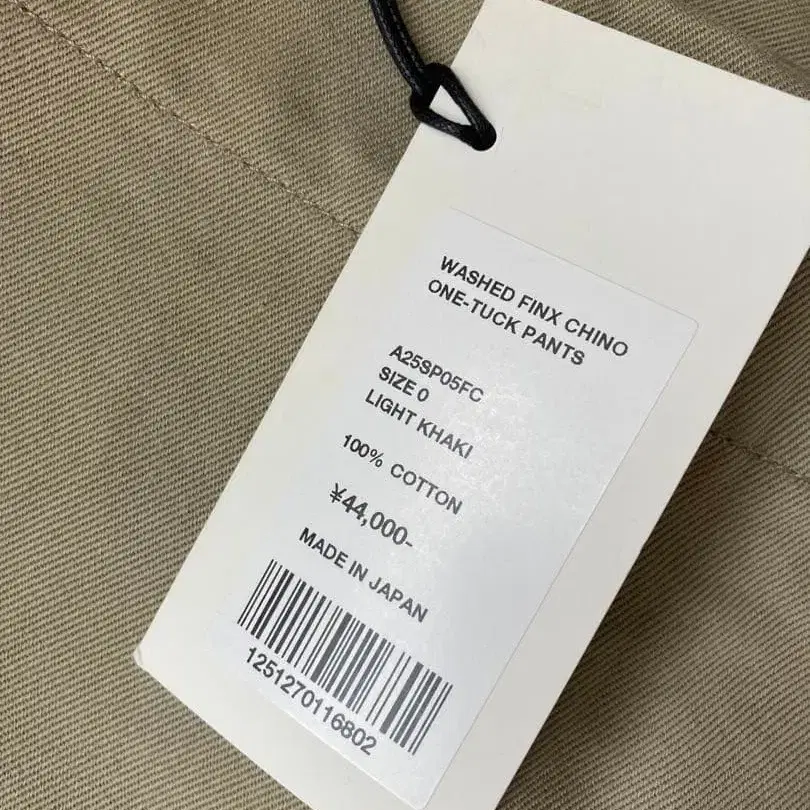 WASHED FINX CHINO
ONE-TUCK PANTS
A25SP05FC
SIZE 0
LIGHT KHAKI
100% COTTON
¥44,000-
MADE IN JAPAN
1251270116802